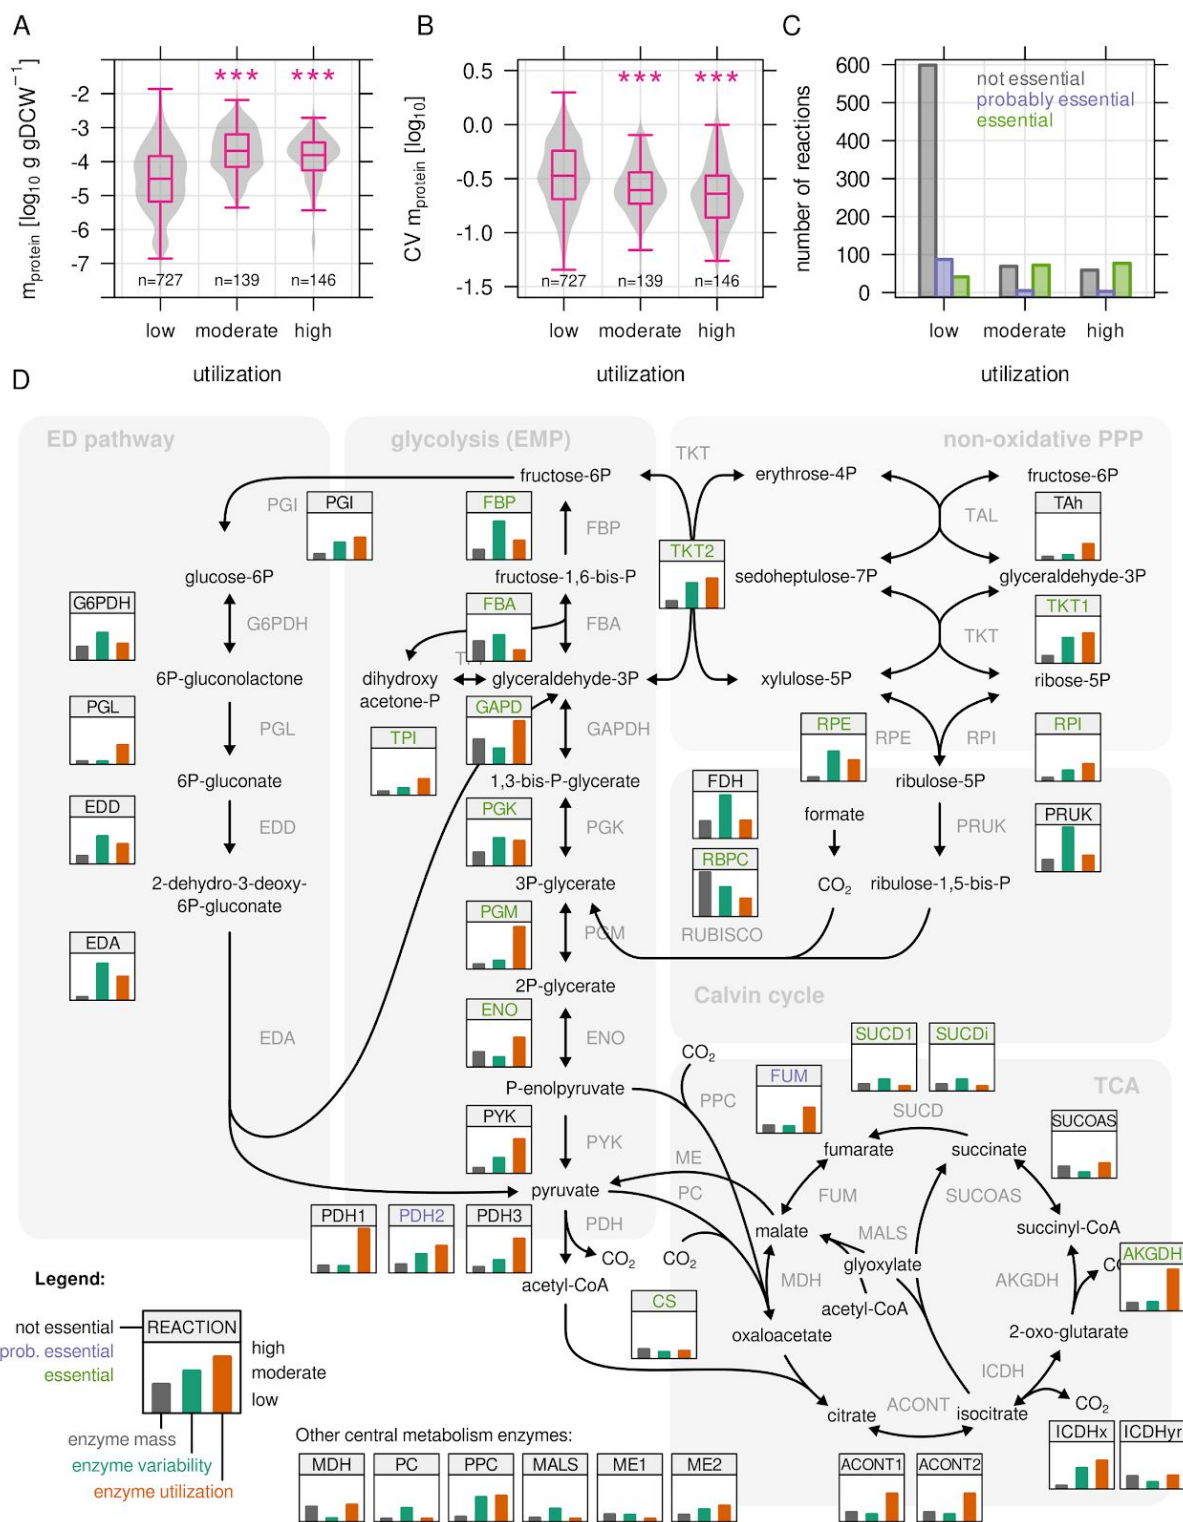 A
B
C
m_protein [log10 g gDCW^-1]
-2
-3
-4
-5
-6
-7
***
***
n=727
n=139
n=146
low
moderate
high
utilization
CV m_protein [log10]
0.5
0.0
-0.5
-1.0
-1.5
***
***
n=727
n=139
n=146
low
moderate
high
utilization
number of reactions
600
500
400
300
200
100
0
not essential
probably essential
essential
low
moderate
high
utilization
D
ED pathway
glycolysis (EMP)
non-oxidative PPP
fructose-6P
TKT
erythrose-4P
fructose-6P
PGI
PGI
FBP
FBP
TKT2
TAL
TAh
glucose-6P
fructose-1,6-bis-P
sedoheptulose-7P
glyceraldehyde-3P
G6PDH
G6PDH
FBA
FBA
TKT
TKT1
6P-gluconolactone
dihydroxy
acetone-P
glyceraldehyde-3P
xylulose-5P
ribose-5P
PGL
PGL
TPI
GAPD
GAPDH
RPE
RPE
RPI
RPI
6P-gluconate
1,3-bis-P-glycerate
FDH
ribulose-5P
EDD
EDD
PGK
PGK
formate
PRUK
PRUK
RBPC
2-dehydro-3-deoxy-
6P-gluconate
3P-glycerate
CO2
ribulose-1,5-bis-P
EDA
PGM
PGM
RUBISCO
2P-glycerate
Calvin cycle
EDA
ENO
ENO
SUCD1
SUCDi
CO2
P-enolpyruvate
FUM
TCA
PPC
PYK
PYK
SUCD
SUCOAS
ME
fumarate
succinate
pyruvate
PC
FUM
SUCOAS
PDH1
PDH2
PDH3
PDH
malate
MALS
succinyl-CoA
CO2
CO2
glyoxylate
AKGDH
AKGDH
acetyl-CoA
MDH
acetyl-CoA
CS
oxaloacetate
2-oxo-glutarate
ICDH
citrate
ACONT
isocitrate
CO2
ICDHx
ICDHyr
ACONT1
ACONT2
Legend:
not essential
prob. essential
essential
REACTION
high
moderate
low
enzyme mass
enzyme variability
enzyme utilization
Other central metabolism enzymes:
MDH
PC
PPC
MALS
ME1
ME2